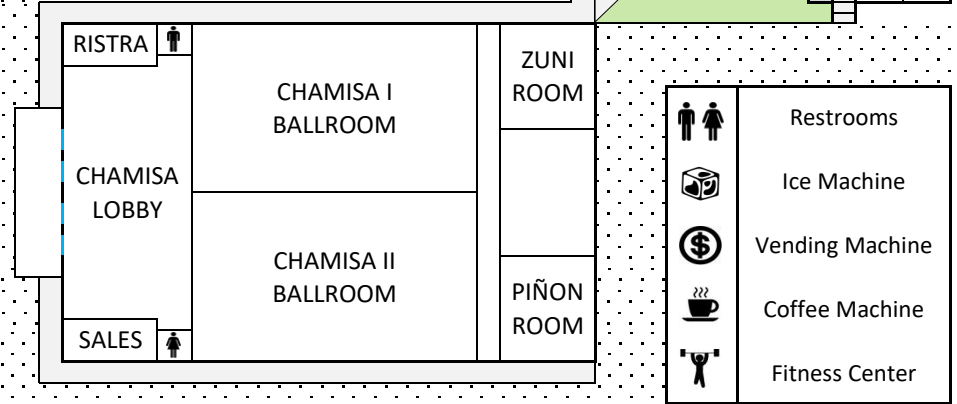 RISTRA
CHAMISA
LOBBY
SALES
CHAMISA I
BALLROOM
CHAMISA II
BALLROOM
ZUNI
ROOM
PIÑON
ROOM
Restrooms
Ice Machine
$
Vending Machine
Coffee Machine
Fitness Center